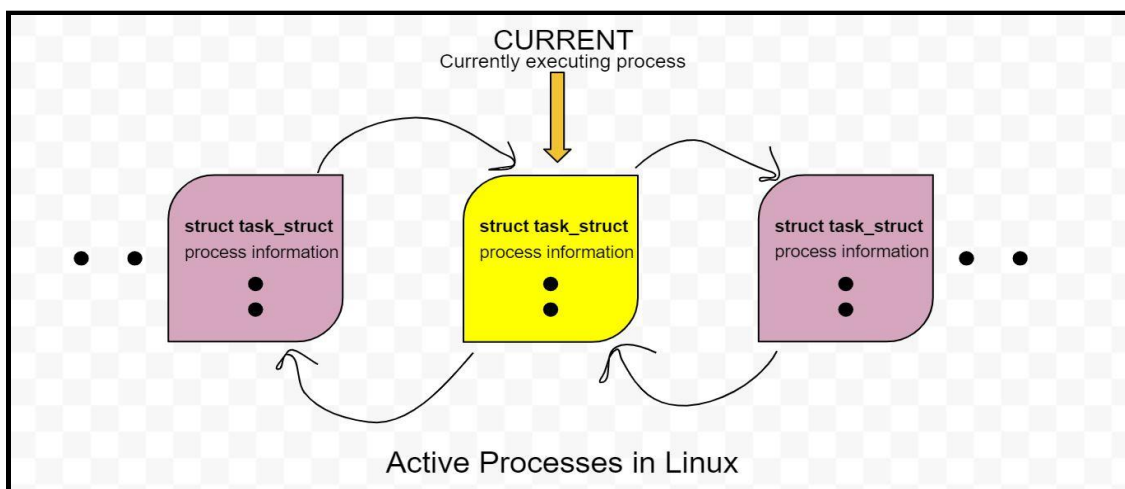 CURRENT
Currently executing process
struct task_struct
process information
struct task_struct
process information
struct task_struct
process information
Active Processes in Linux